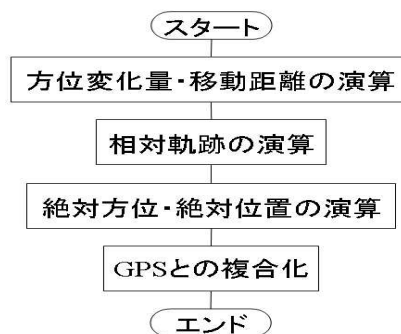 スタート
方位変化量・移動距離の演算
相対軌跡の演算
絶対方位・絶対位置の演算
GPSとの複合化
エンド